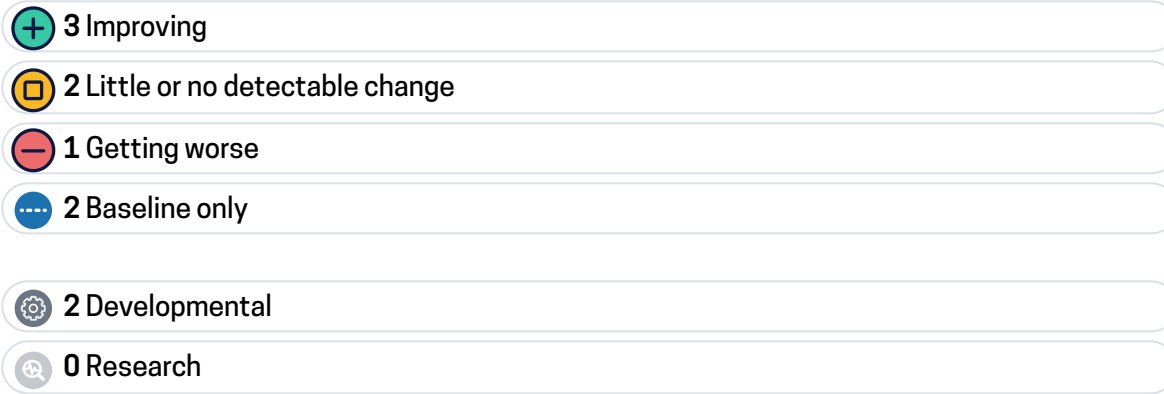 3 Improving
2 Little or no detectable change
1 Getting worse
2 Baseline only
2 Developmental
0 Research